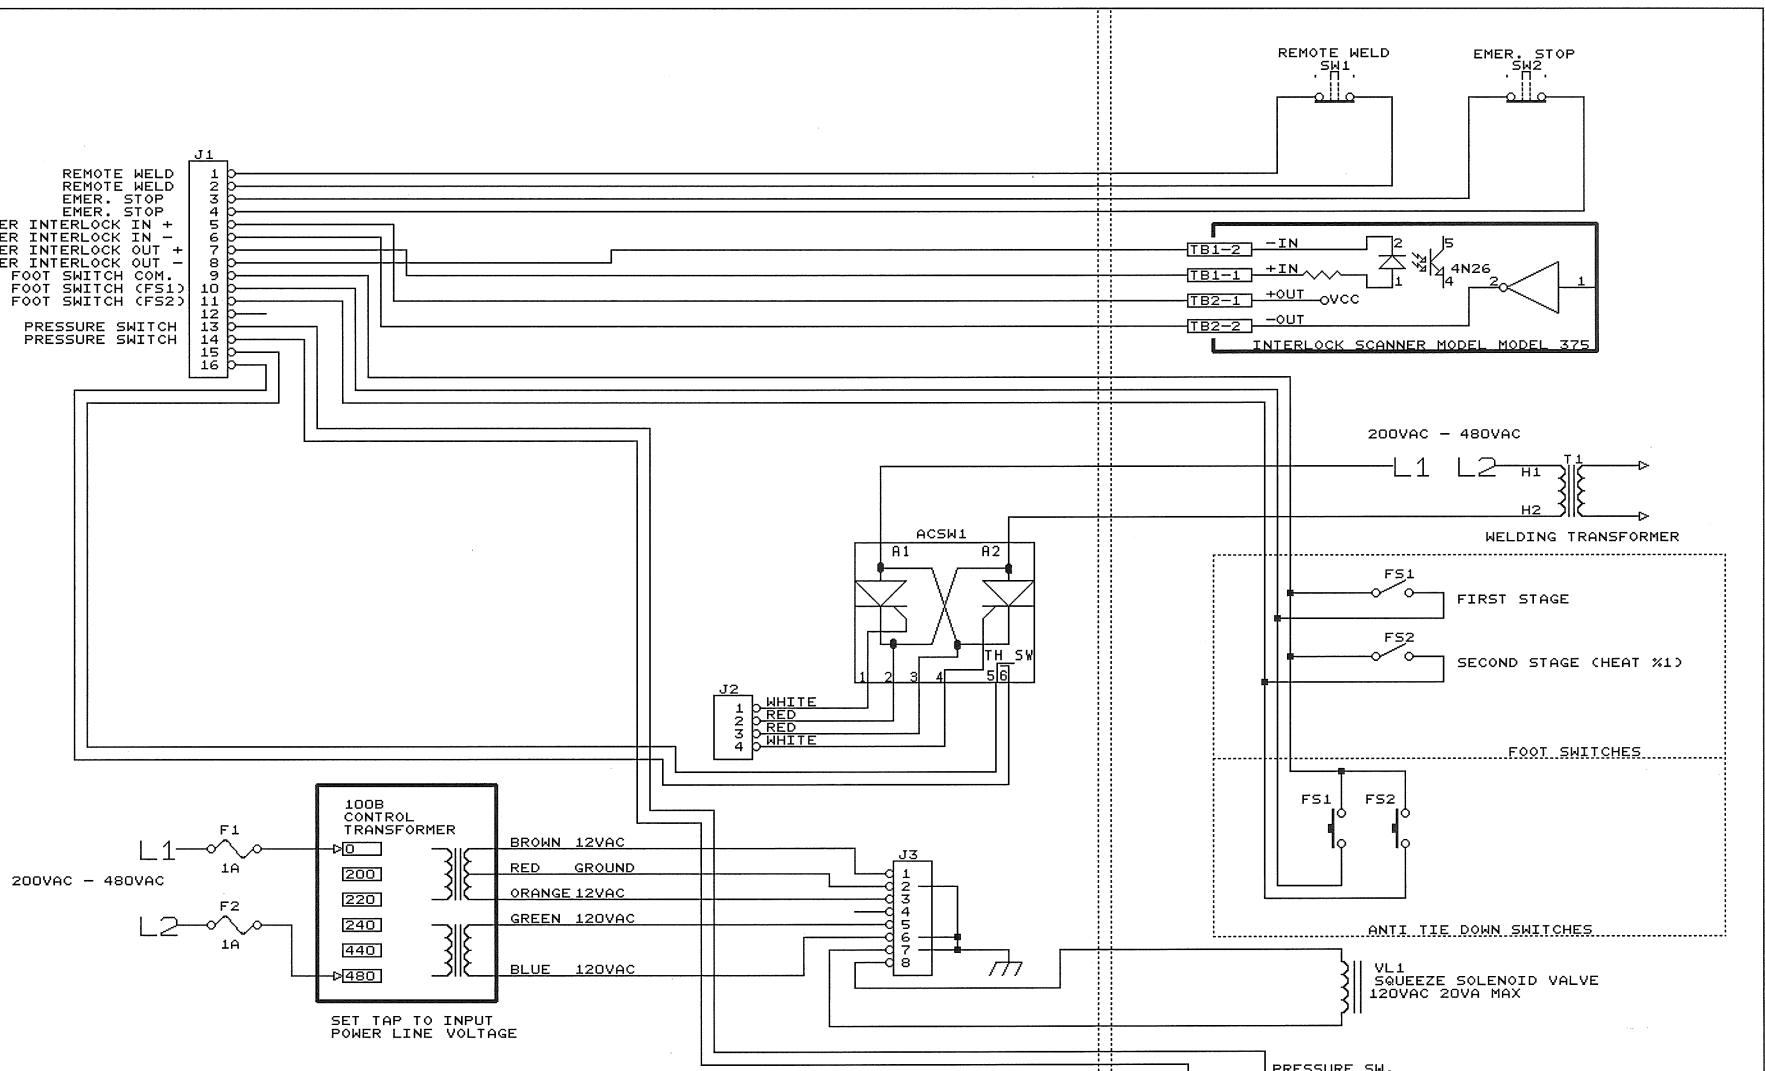 REMOTE WELD
SW1
EMER. STOP
SW2
J1
REMOTE WELD 1
REMOTE WELD 2
EMER. STOP 3
EMER. STOP 4
ER INTERLOCK IN + 5
ER INTERLOCK IN - 6
ER INTERLOCK OUT + 7
ER INTERLOCK OUT - 8
FOOT SWITCH COM. 9
FOOT SWITCH (FS1) 10
FOOT SWITCH (FS2) 11
12
PRESSURE SWITCH 13
PRESSURE SWITCH 14
15
16
TB1-2 -IN 2 5
TB1-1 +IN 1 4 4N26 2 1
TB2-1 +OUT VCC
TB2-2 -OUT
INTERLOCK SCANNER MODEL MODEL 375
200VAC - 480VAC
L1 L2 H1 T1
H2
WELDING TRANSFORMER
ACSW1
A1 A2
TH SW
1 2 3 4 5 6
J2
1 WHITE
2 RED
3 RED
4 WHITE
FS1
FIRST STAGE
FS2
SECOND STAGE (HEAT %1)
FOOT SWITCHES
FS1 FS2
ANTI TIE DOWN SWITCHES
100B
CONTROL
TRANSFORMER
L1 F1 1A
200VAC - 480VAC
L2 F2 1A
0
200
220
240
440
480
SET TAP TO INPUT
POWER LINE VOLTAGE
BROWN 12VAC
RED GROUND
ORANGE 12VAC
GREEN 120VAC
BLUE 120VAC
J3
1
2
3
4
5
6
7
8
VL1
SQUEEZE SOLENOID VALVE
120VAC 20VA MAX
PRESSURE SW.